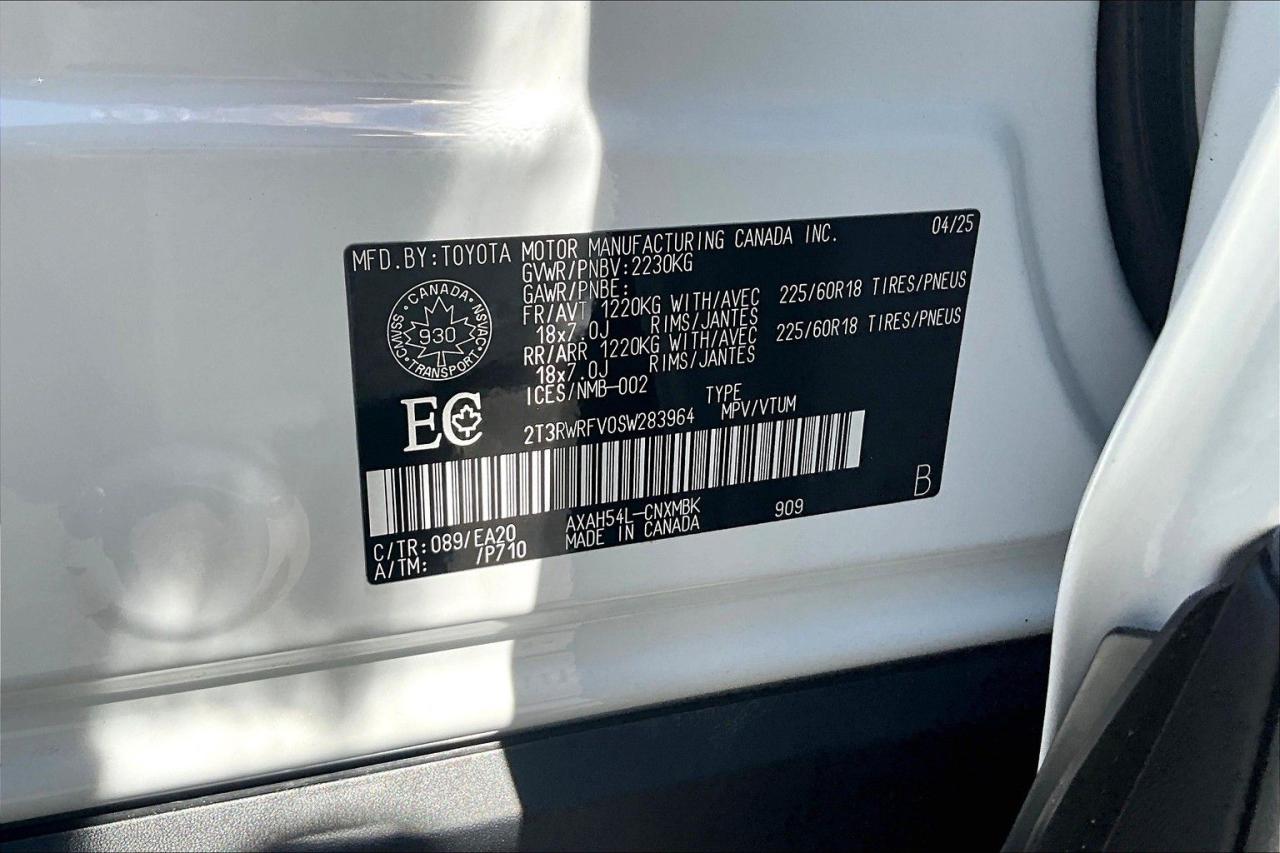 MFD.BY:TOYOTA MOTOR MANUFACTURING CANADA INC. 04/25
GVWR/PNBV:2230KG
GAWR/PNBE:
FR/AVT 1220KG WITH/AVEC 225/60R18 TIRES/PNEUS
18x7.0J RIMS/JANTES
RR/ARR 1220KG WITH/AVEC 225/60R18 TIRES/PNEUS
18x7.0J RIMS/JANTES
ICES/NMB-002
CANADA
CMVSS NSVAC
930
TRANSPORT
EC
TYPE
2T3RWRFV0SW283964 MPV/VTUM
B
C/TR:089/EA20 AXAH54L-CNXMBK 909
A/TM: /P710 MADE IN CANADA